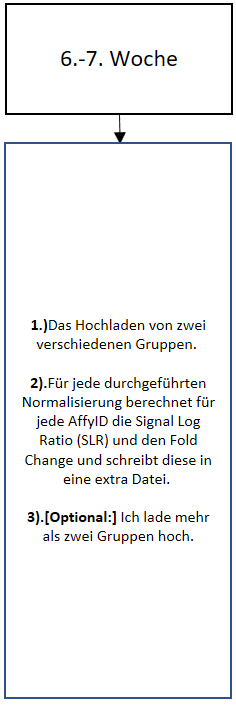 6.-7. Woche
1.)Das Hochladen von zwei
verschiedenen Gruppen.
2).Für jede durchgeführten
Normalisierung berechnet für
jede AffyID die Signal Log
Ratio (SLR) und den Fold
Change und schreibt diese in
eine extra Datei.
3).[Optional:] Ich lade mehr
als zwei Gruppen hoch.